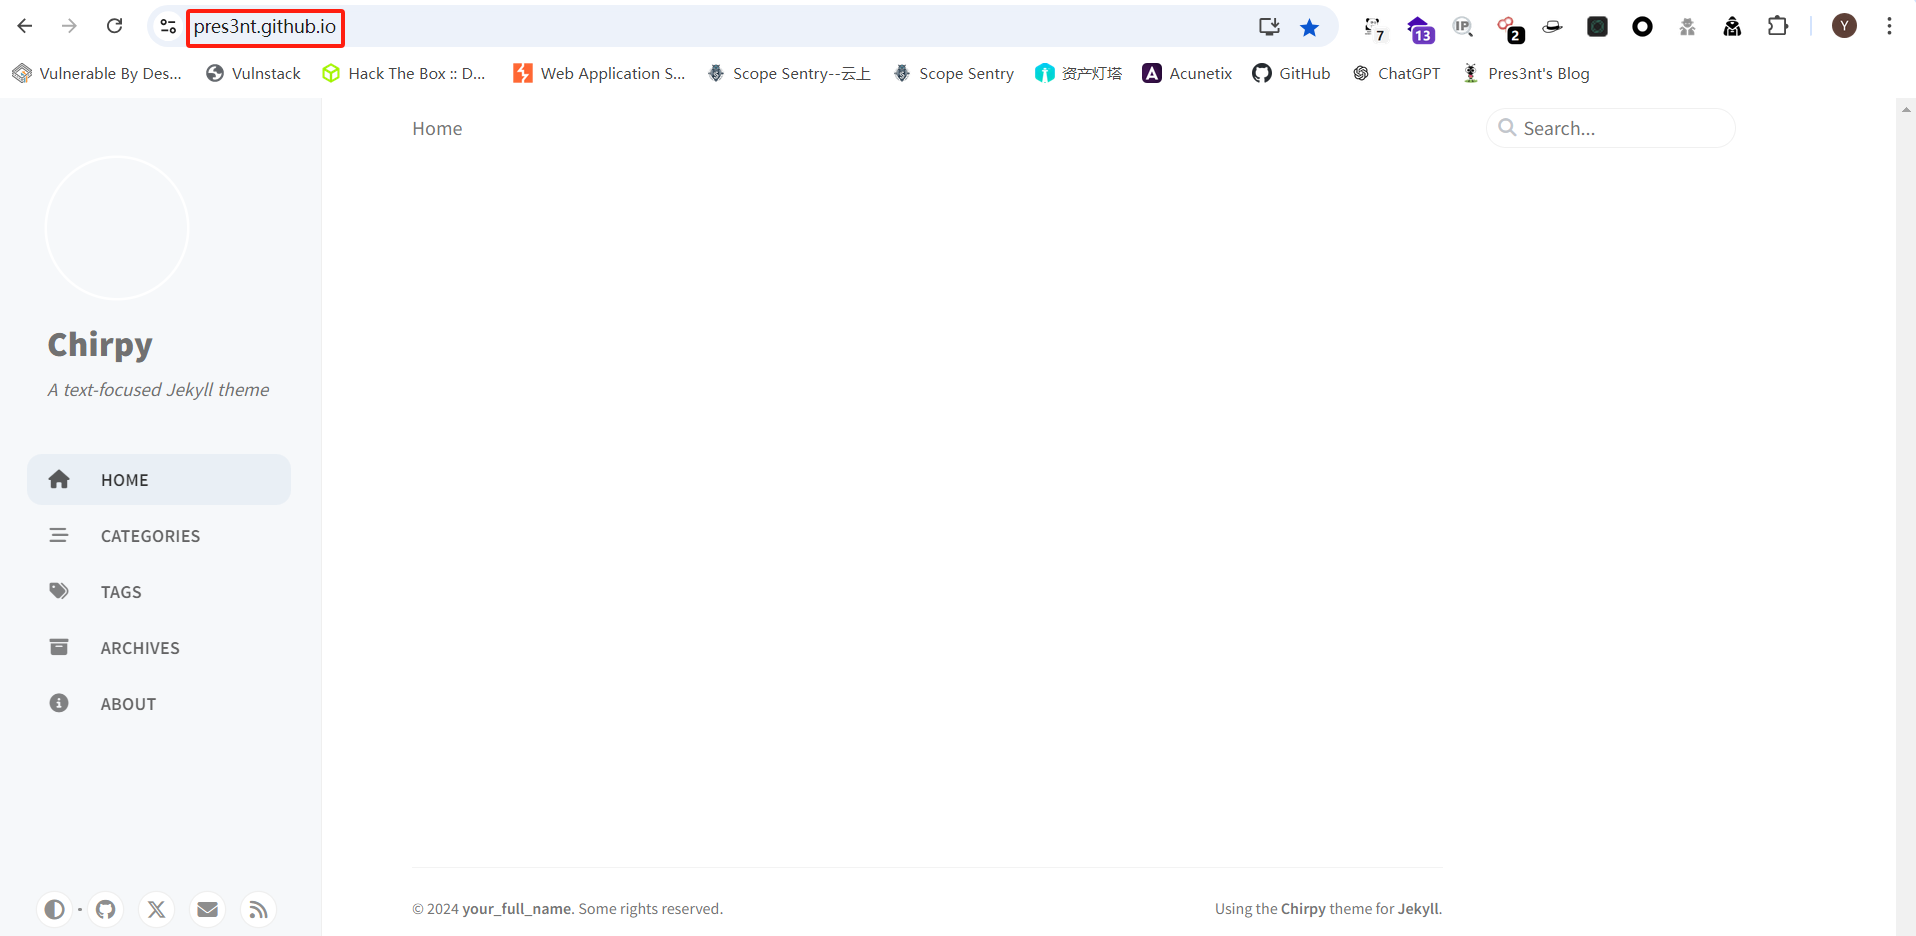 pres3nt.github.io
7
13
IP
2
Y
Vulnerable By Des...
Vulnstack
Hack The Box :: D...
Web Application S...
Scope Sentry--云上
Scope Sentry
资产灯塔
Acunetix
GitHub
ChatGPT
Pres3nt's Blog
Home
Search...
Chirpy
A text-focused Jekyll theme
HOME
CATEGORIES
TAGS
ARCHIVES
ABOUT
© 2024 your_full_name. Some rights reserved.
Using the Chirpy theme for Jekyll.